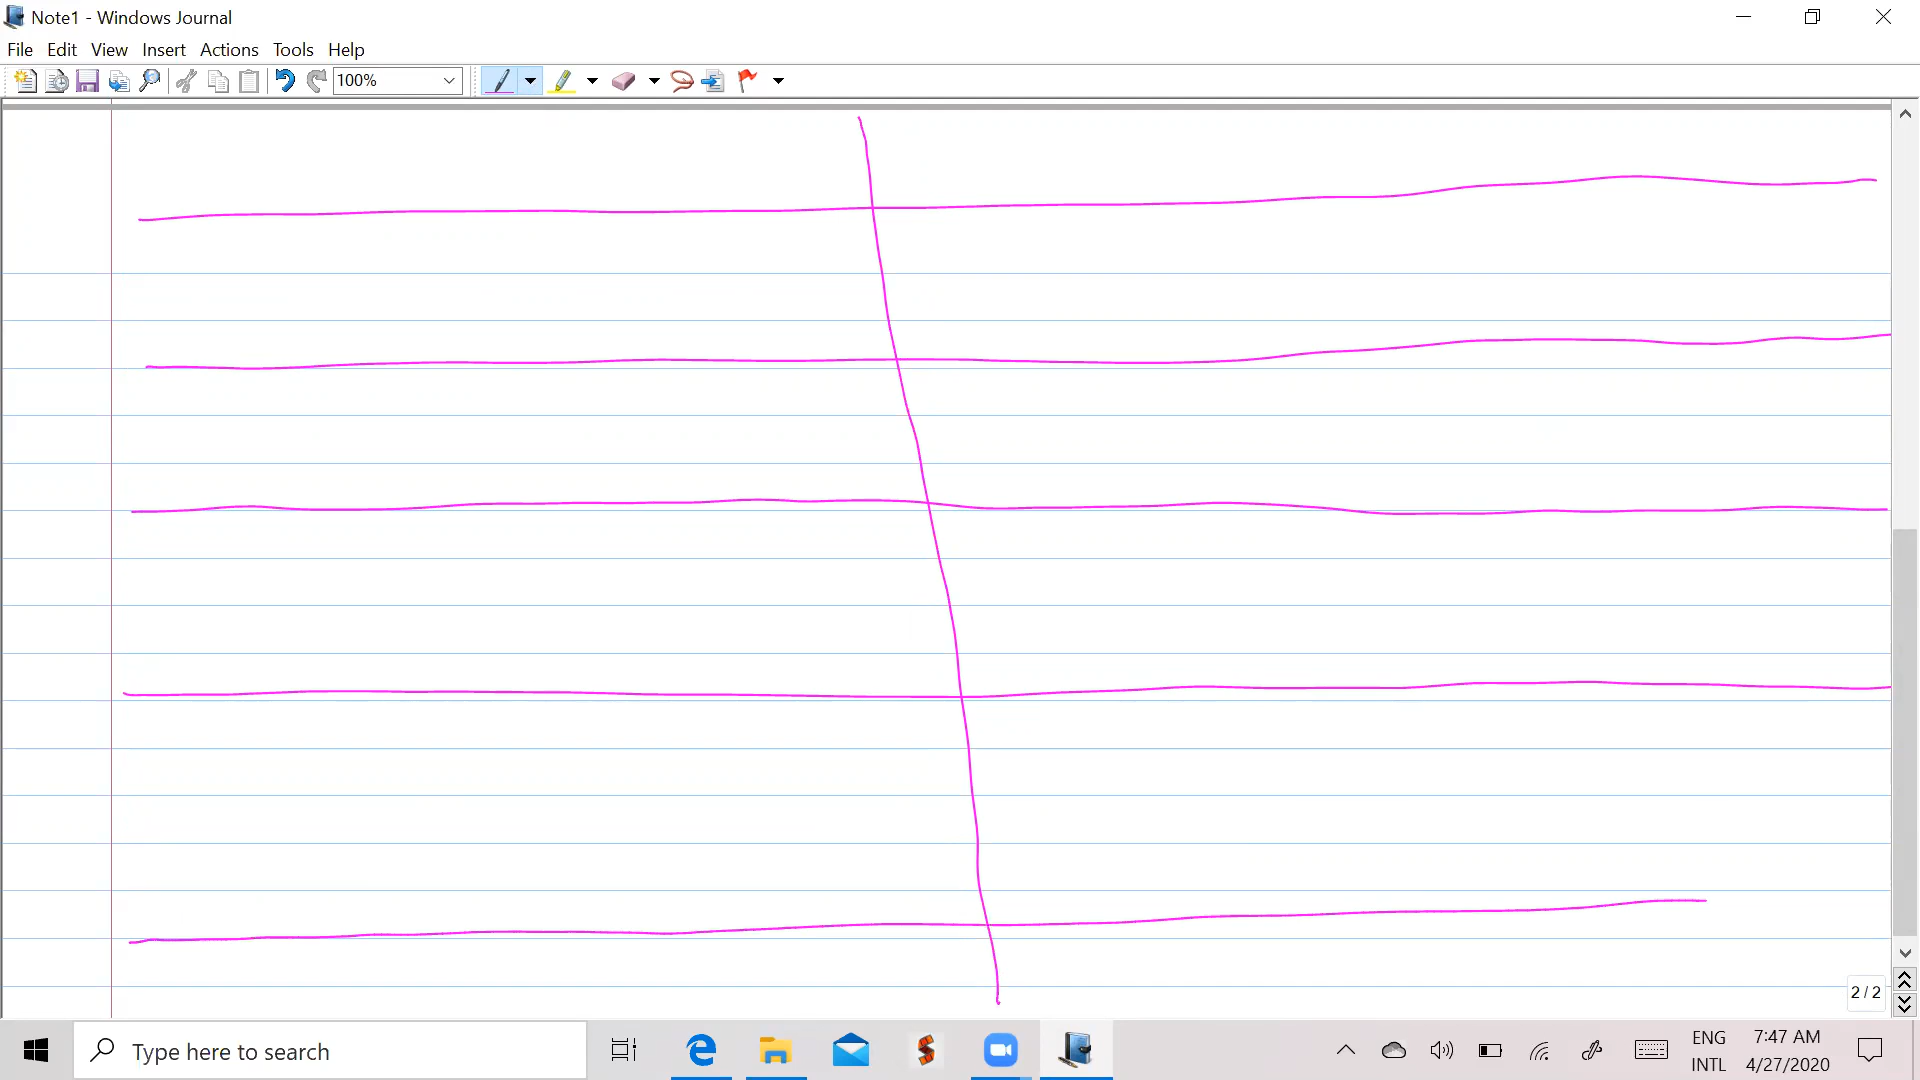 Note1 - Windows Journal
File Edit View Insert Actions Tools Help
100%
2 / 2
Type here to search
ENG
INTL
7:47 AM
4/27/2020